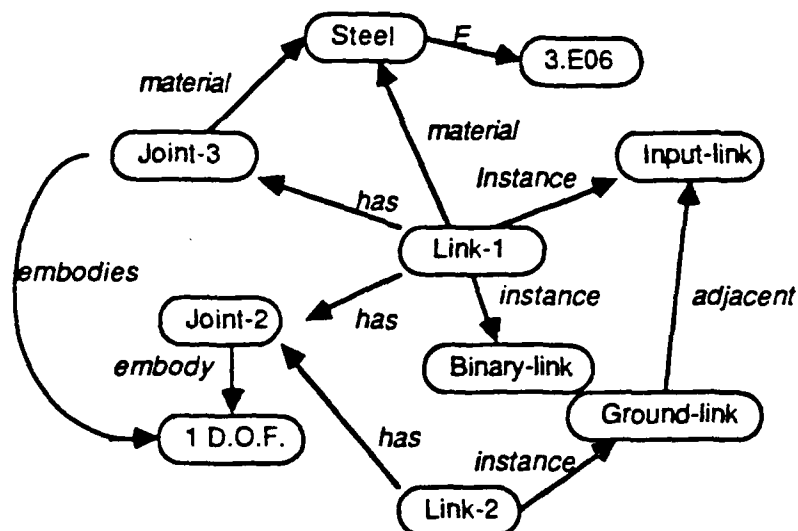 Steel
E
3.E06
material
material
Joint-3
Input-link
Instance
has
Link-1
embodies
instance
adjacent
has
Joint-2
embody
Binary-link
Ground-link
1 D.O.F.
has
instance
Link-2